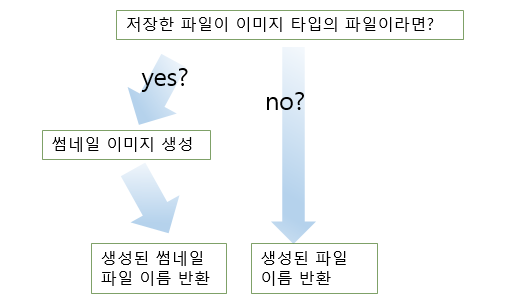 저장한 파일이 이미지 타입의 파일이라면?
yes?
no?
썸네일 이미지 생성
생성된 썸네일
파일 이름 반환
생성된 파일
이름 반환